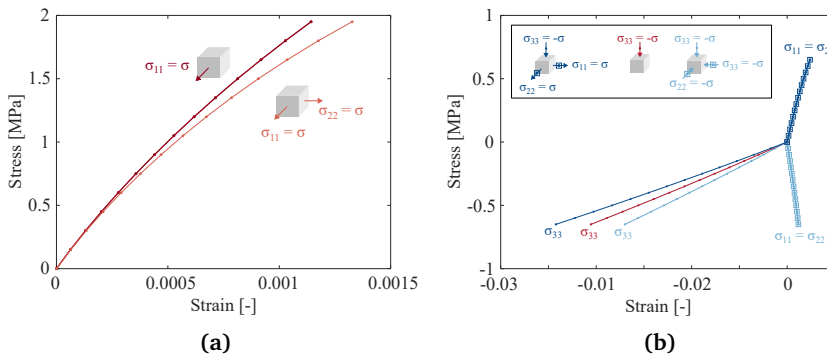 2
1.5
1
0.5
0
Stress [MPa]
σ11 = σ
σ22 = σ
σ11 = σ
0
0.0005
0.001
0.0015
Strain [-]
(a)
1
0.5
0
-0.5
-1
Stress [MPa]
σ33 = -σ
σ33 = -σ
σ33 = -σ
σ11 = σ
σ33 = -σ
σ22 = σ
σ22 = -σ
σ11 = σ2
σ33
σ33
σ33
σ11 = σ22
-0.03
-0.01
-0.02
0
Strain [-]
(b)